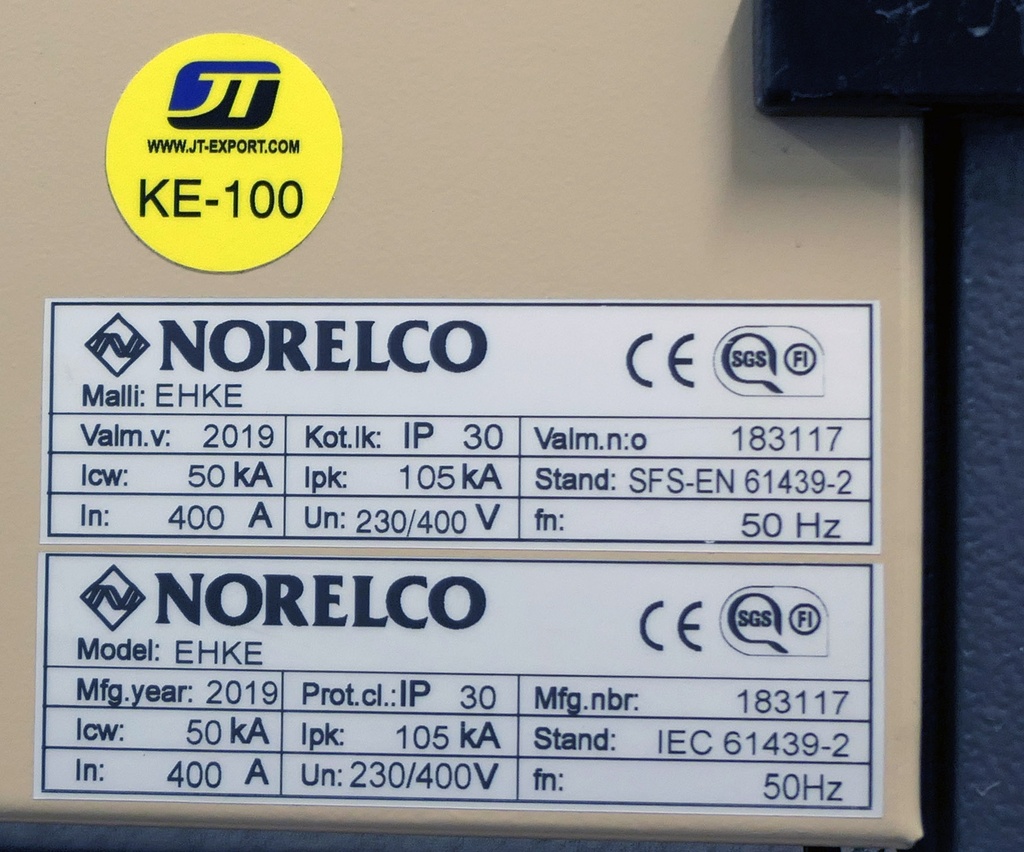 JT
WWW.JT-EXPORT.COM
KE-100
NORELCO
CE SGS FI
Malli: EHKE
Valm.v: 2019 Kot.lk: IP 30 Valm.n:o 183117
Icw: 50 kA Ipk: 105 kA Stand: SFS-EN 61439-2
In: 400 A Un: 230/400 V fn: 50 Hz
NORELCO
CE SGS FI
Model: EHKE
Mfg.year: 2019 Prot.cl.: IP 30 Mfg.nbr: 183117
Icw: 50 kA Ipk: 105 kA Stand: IEC 61439-2
In: 400 A Un: 230/400V fn: 50Hz